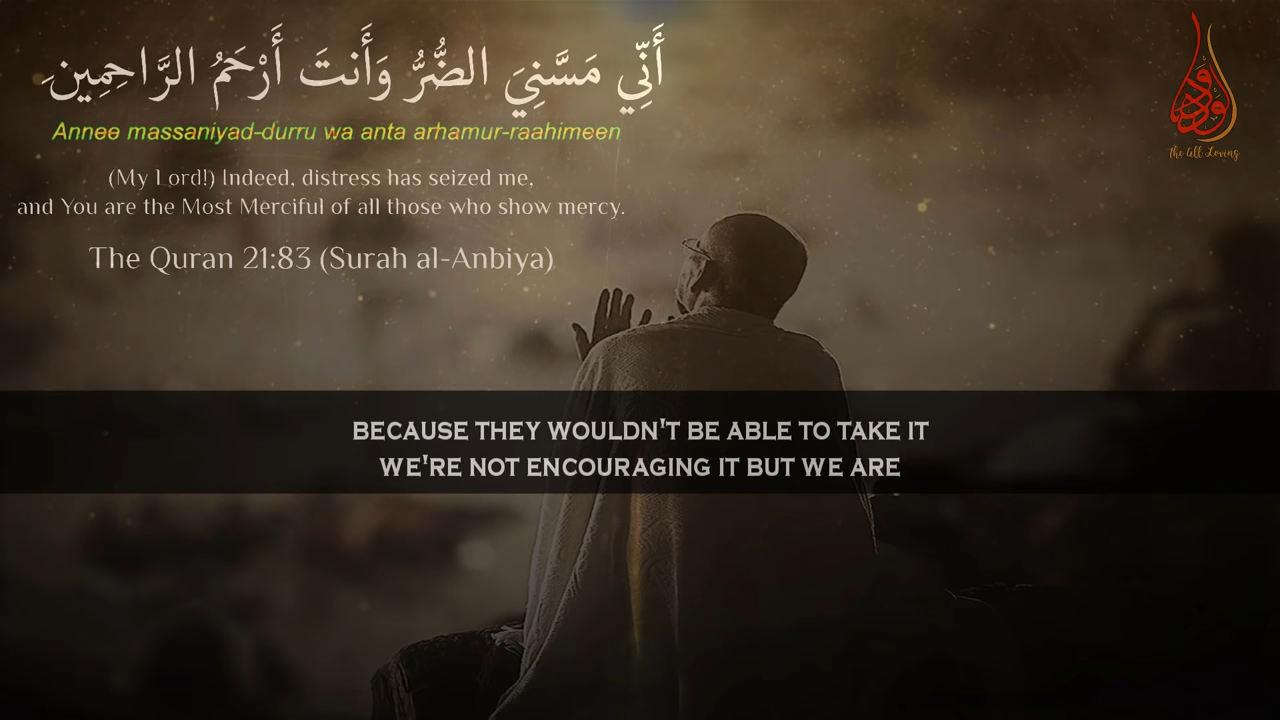 أَنِّي مَسَّنِيَ الضُّرُّ وَأَنتَ أَرْحَمُ الرَّاحِمِينَ
Annee massaniyad-durru wa anta arhamur-raahimeen
(My Lord!) Indeed, distress has seized me,
and You are the Most Merciful of all those who show mercy.
The Quran 21:83 (Surah al-Anbiya)
الودود
The All Loving
BECAUSE THEY WOULDN'T BE ABLE TO TAKE IT
WE'RE NOT ENCOURAGING IT BUT WE ARE